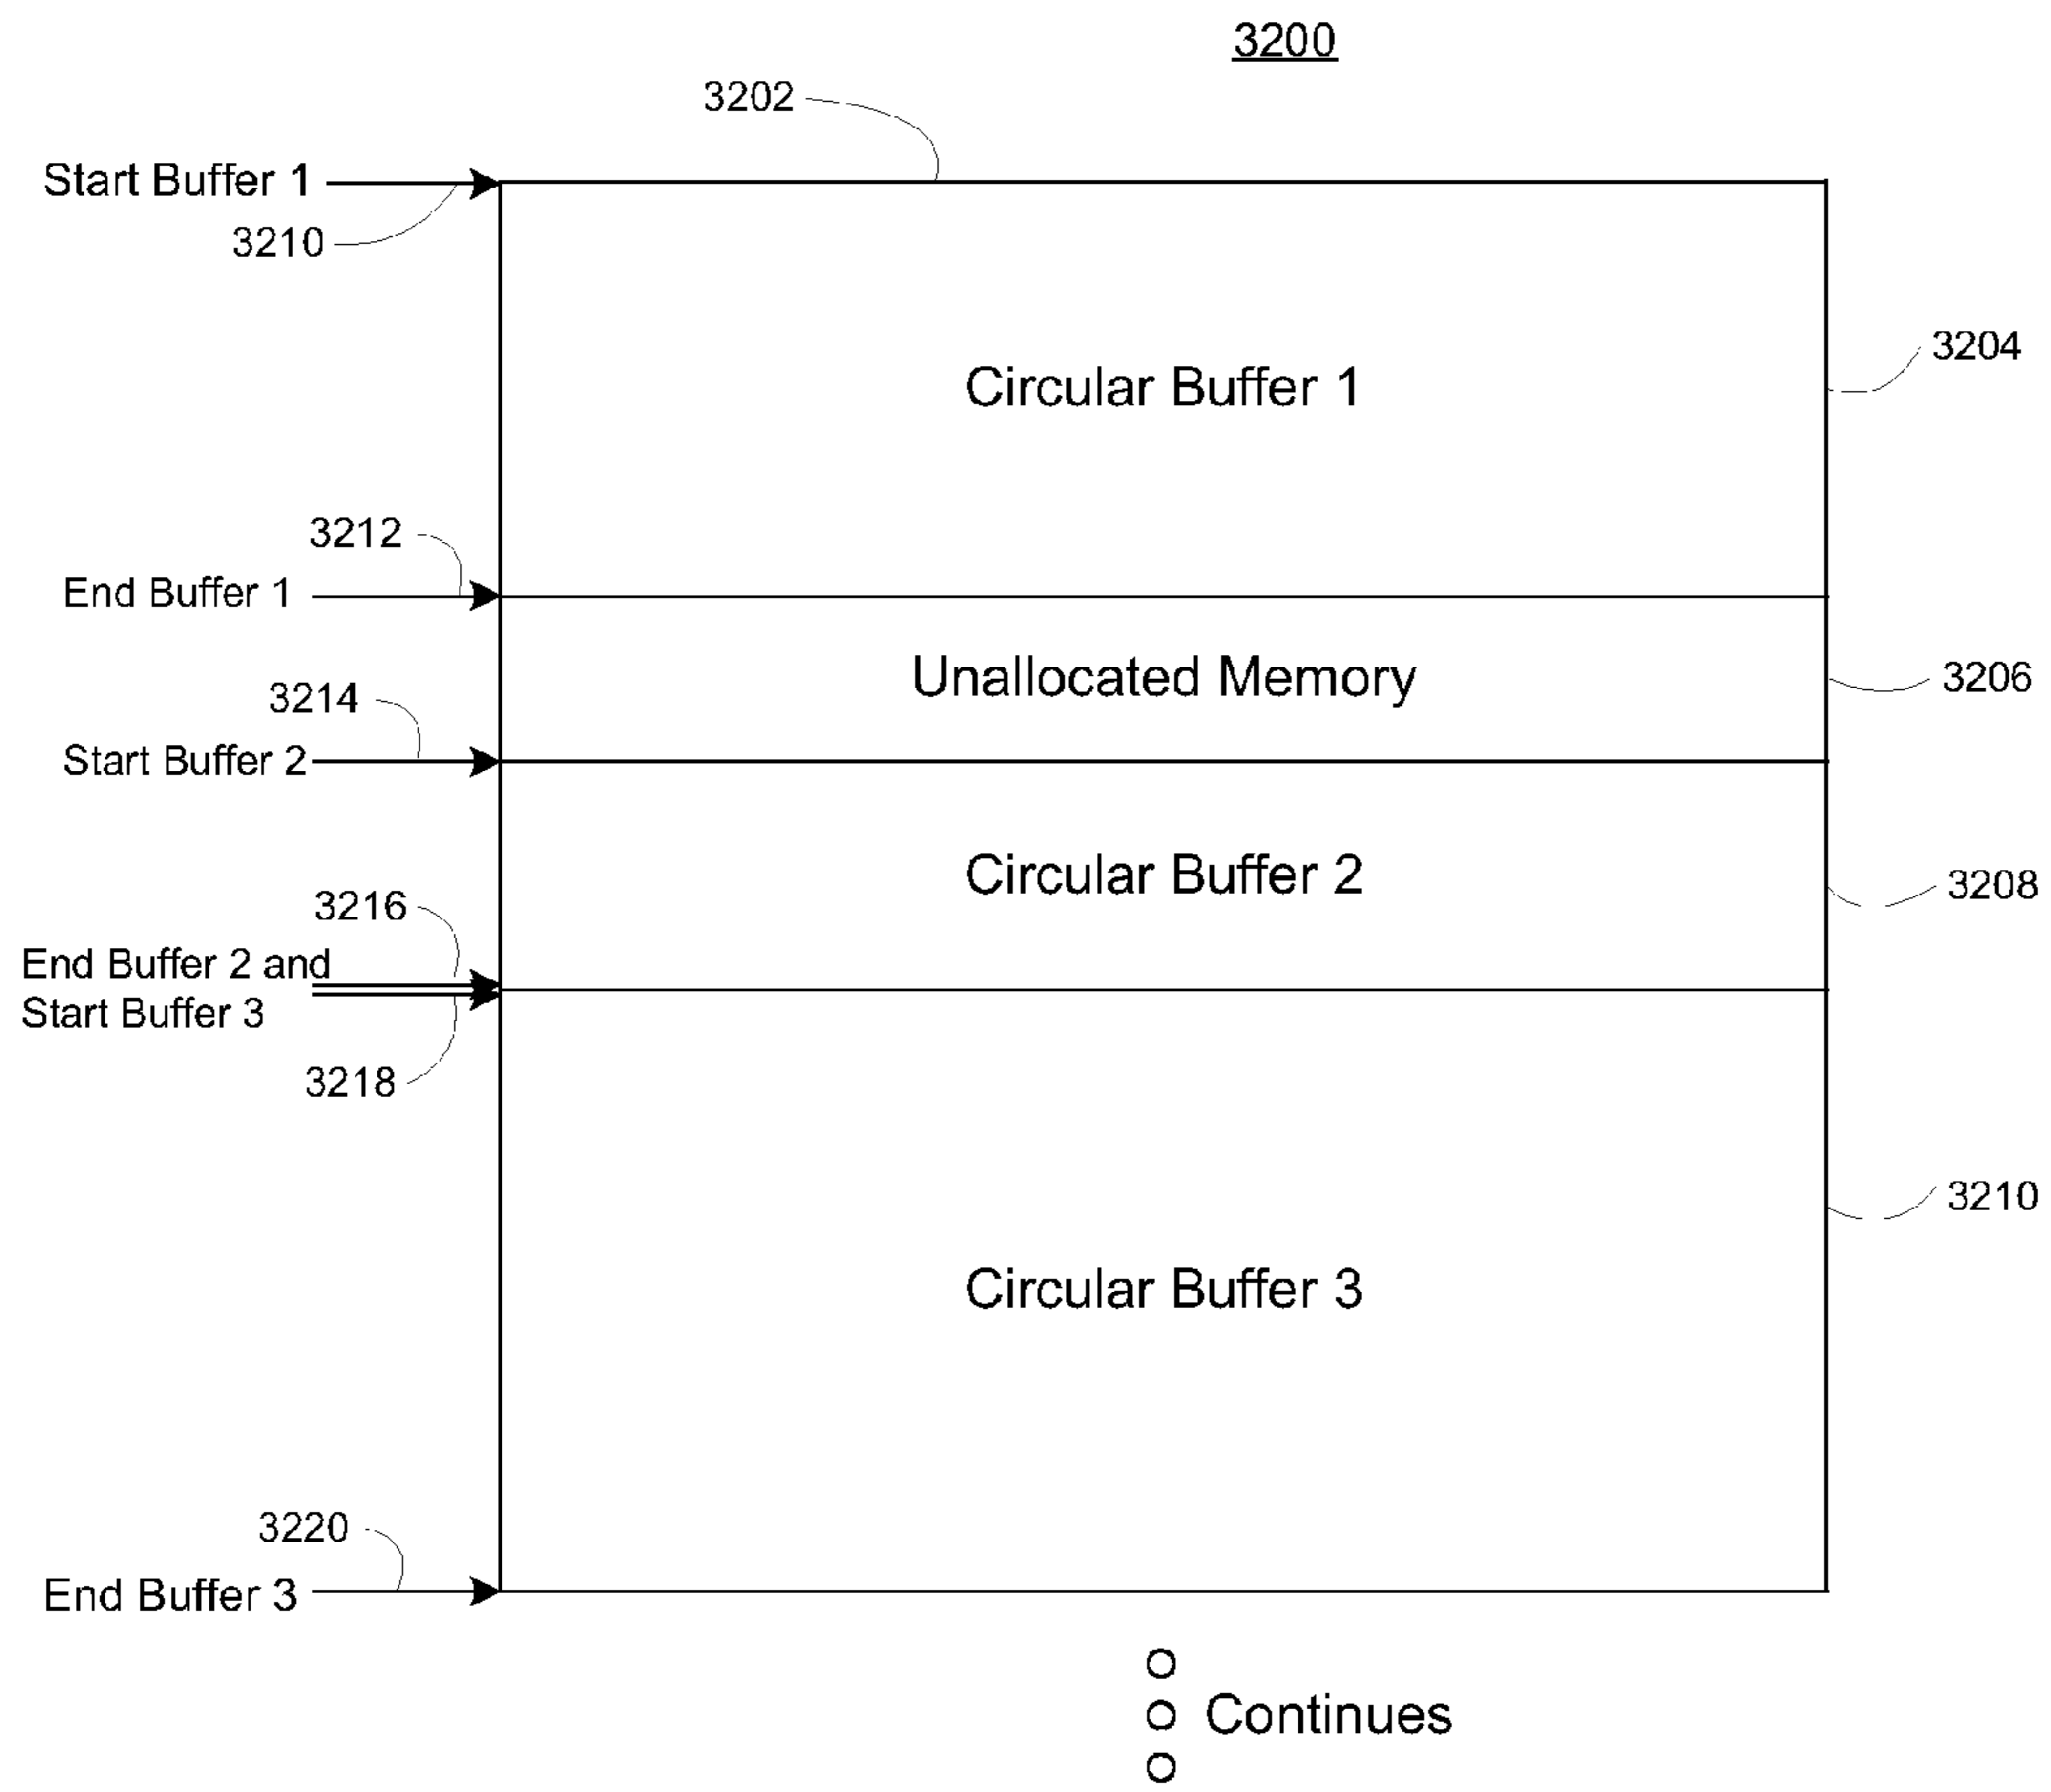 3200
3202
Start Buffer 1
3210
3204
Circular Buffer 1
3212
End Buffer 1
Unallocated Memory
3206
3214
Start Buffer 2
Circular Buffer 2
3208
3216
End Buffer 2 and
Start Buffer 3
3218
3210
Circular Buffer 3
3220
End Buffer 3
Continues